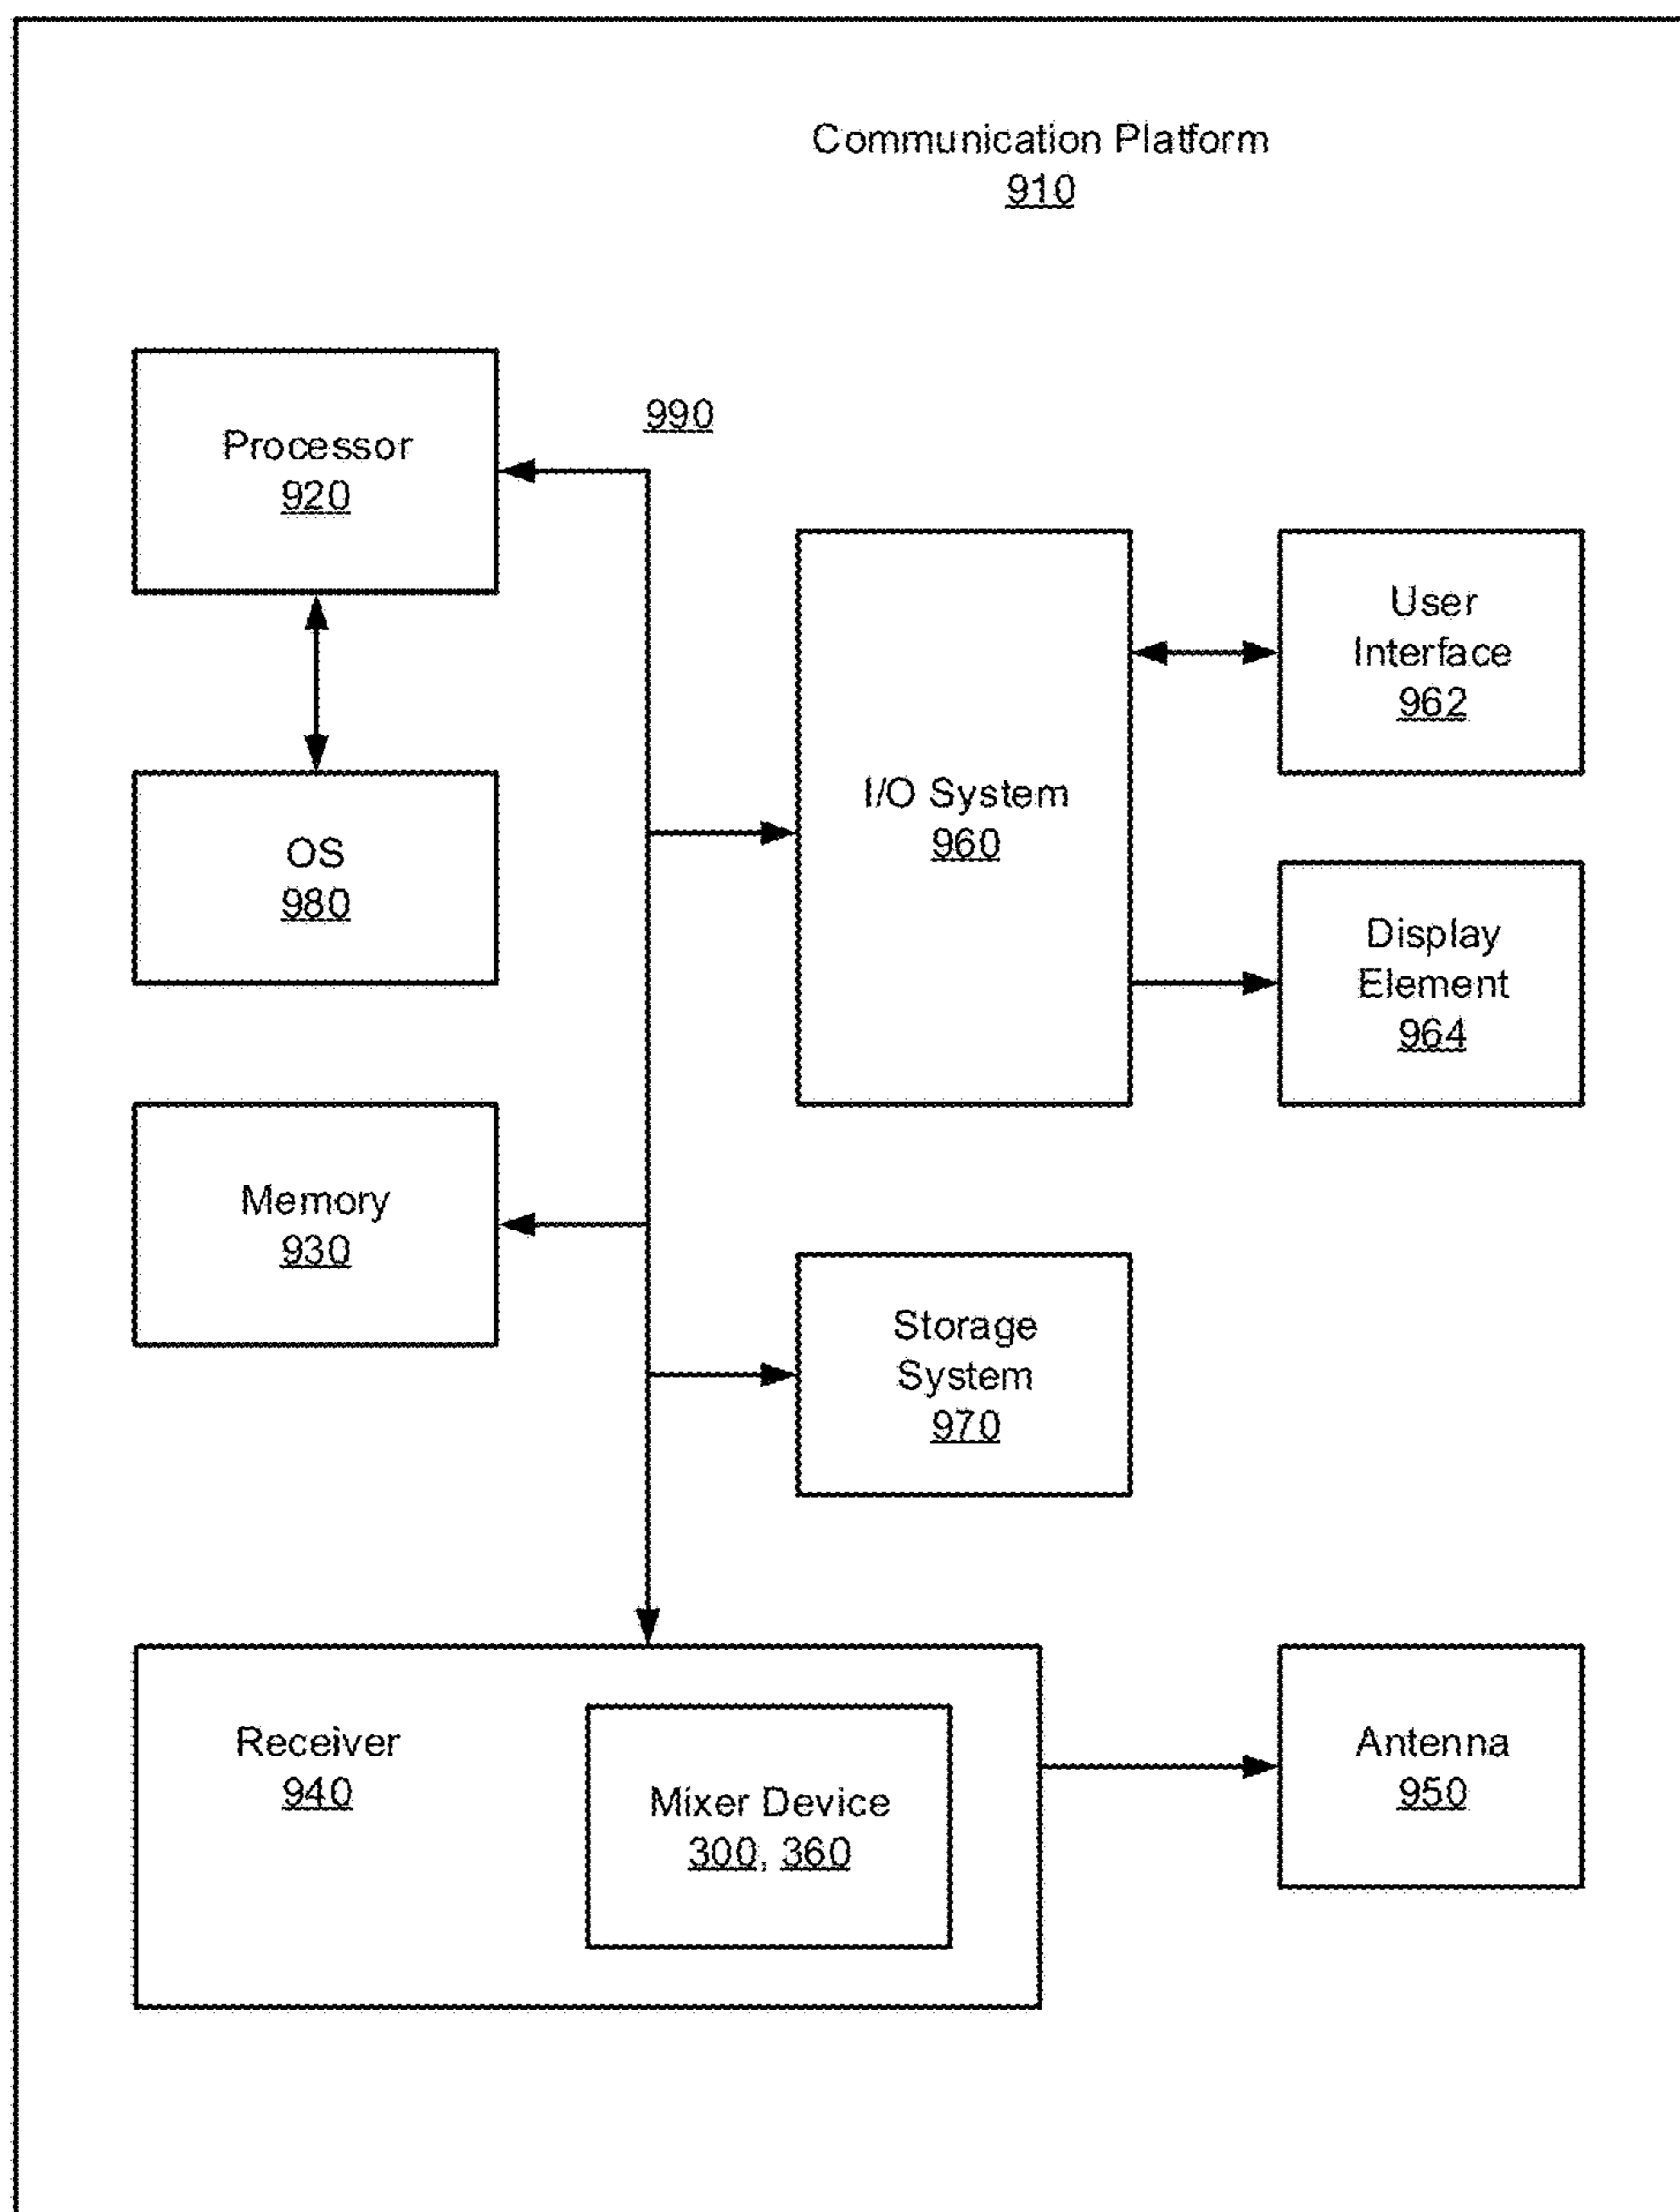 Communication Platform
910
Processor
920
990
OS
980
I/O System
960
User
Interface
962
Display
Element
964
Memory
930
Storage
System
970
Receiver
940
Mixer Device
300, 360
Antenna
950